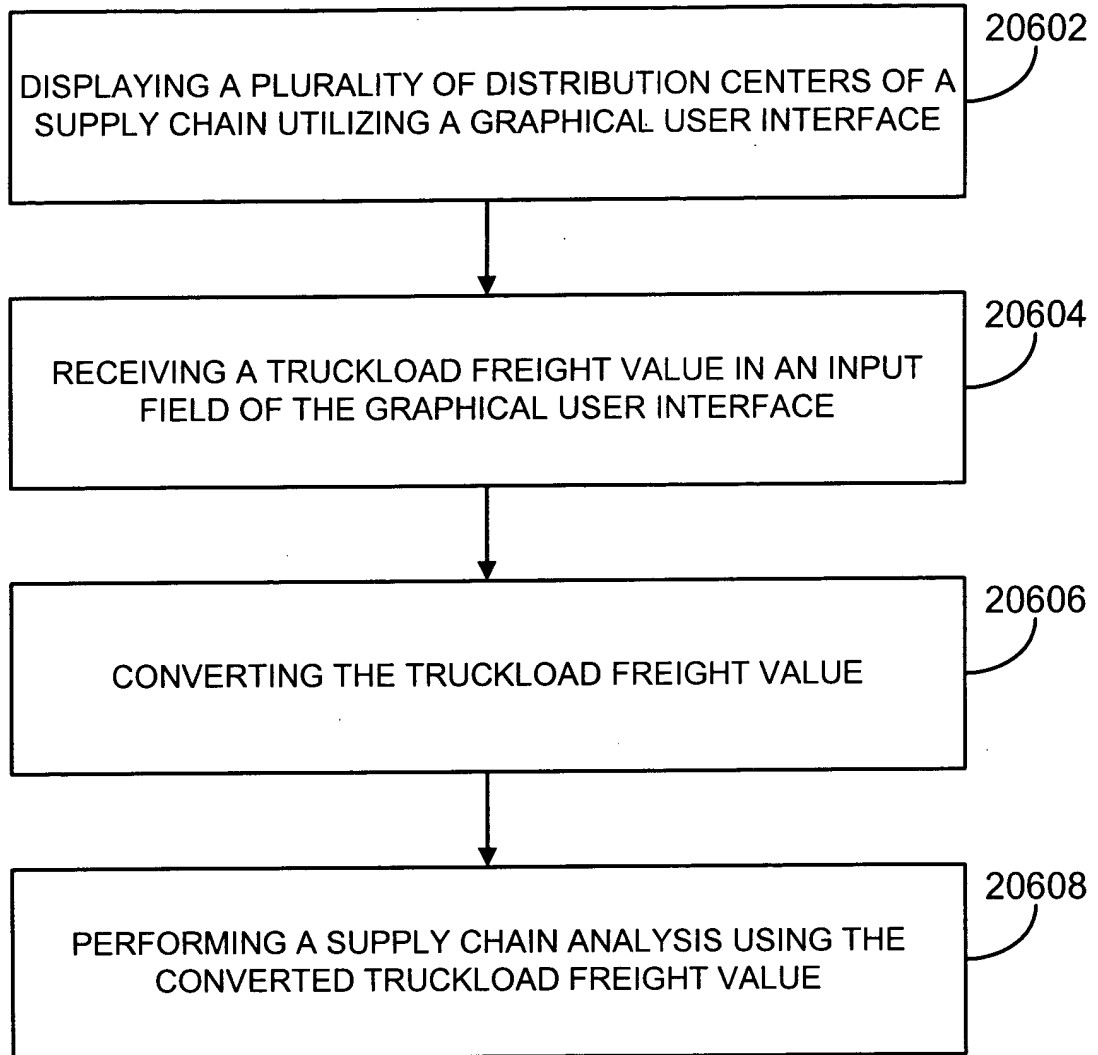 20602
DISPLAYING A PLURALITY OF DISTRIBUTION CENTERS OF A
SUPPLY CHAIN UTILIZING A GRAPHICAL USER INTERFACE
20604
RECEIVING A TRUCKLOAD FREIGHT VALUE IN AN INPUT
FIELD OF THE GRAPHICAL USER INTERFACE
20606
CONVERTING THE TRUCKLOAD FREIGHT VALUE
20608
PERFORMING A SUPPLY CHAIN ANALYSIS USING THE
CONVERTED TRUCKLOAD FREIGHT VALUE